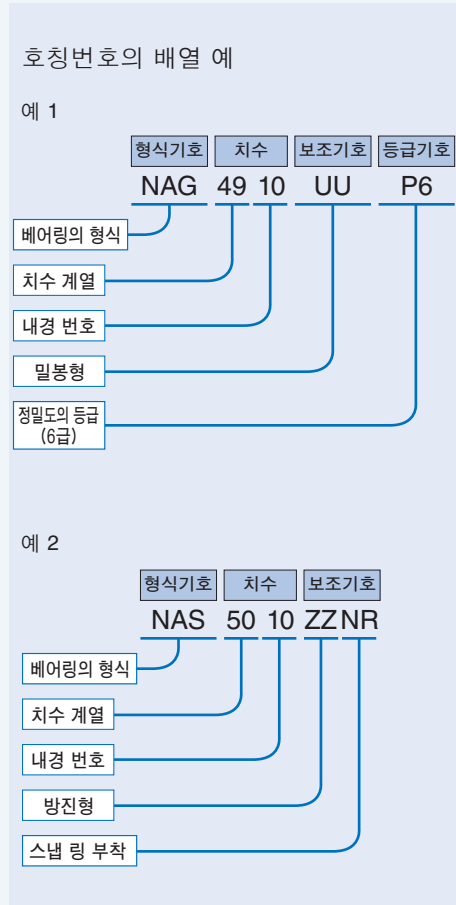 호칭번호의 배열 예
예 1
형식기호 치수 보조기호 등급기호
NAG 49 10 UU P6
베어링의 형식
치수 계열
내경 번호
밀봉형
정밀도의 등급
(6급)
예 2
형식기호 치수 보조기호
NAS 50 10 ZZ NR
베어링의 형식
치수 계열
내경 번호
방진형
스냅 링 부착